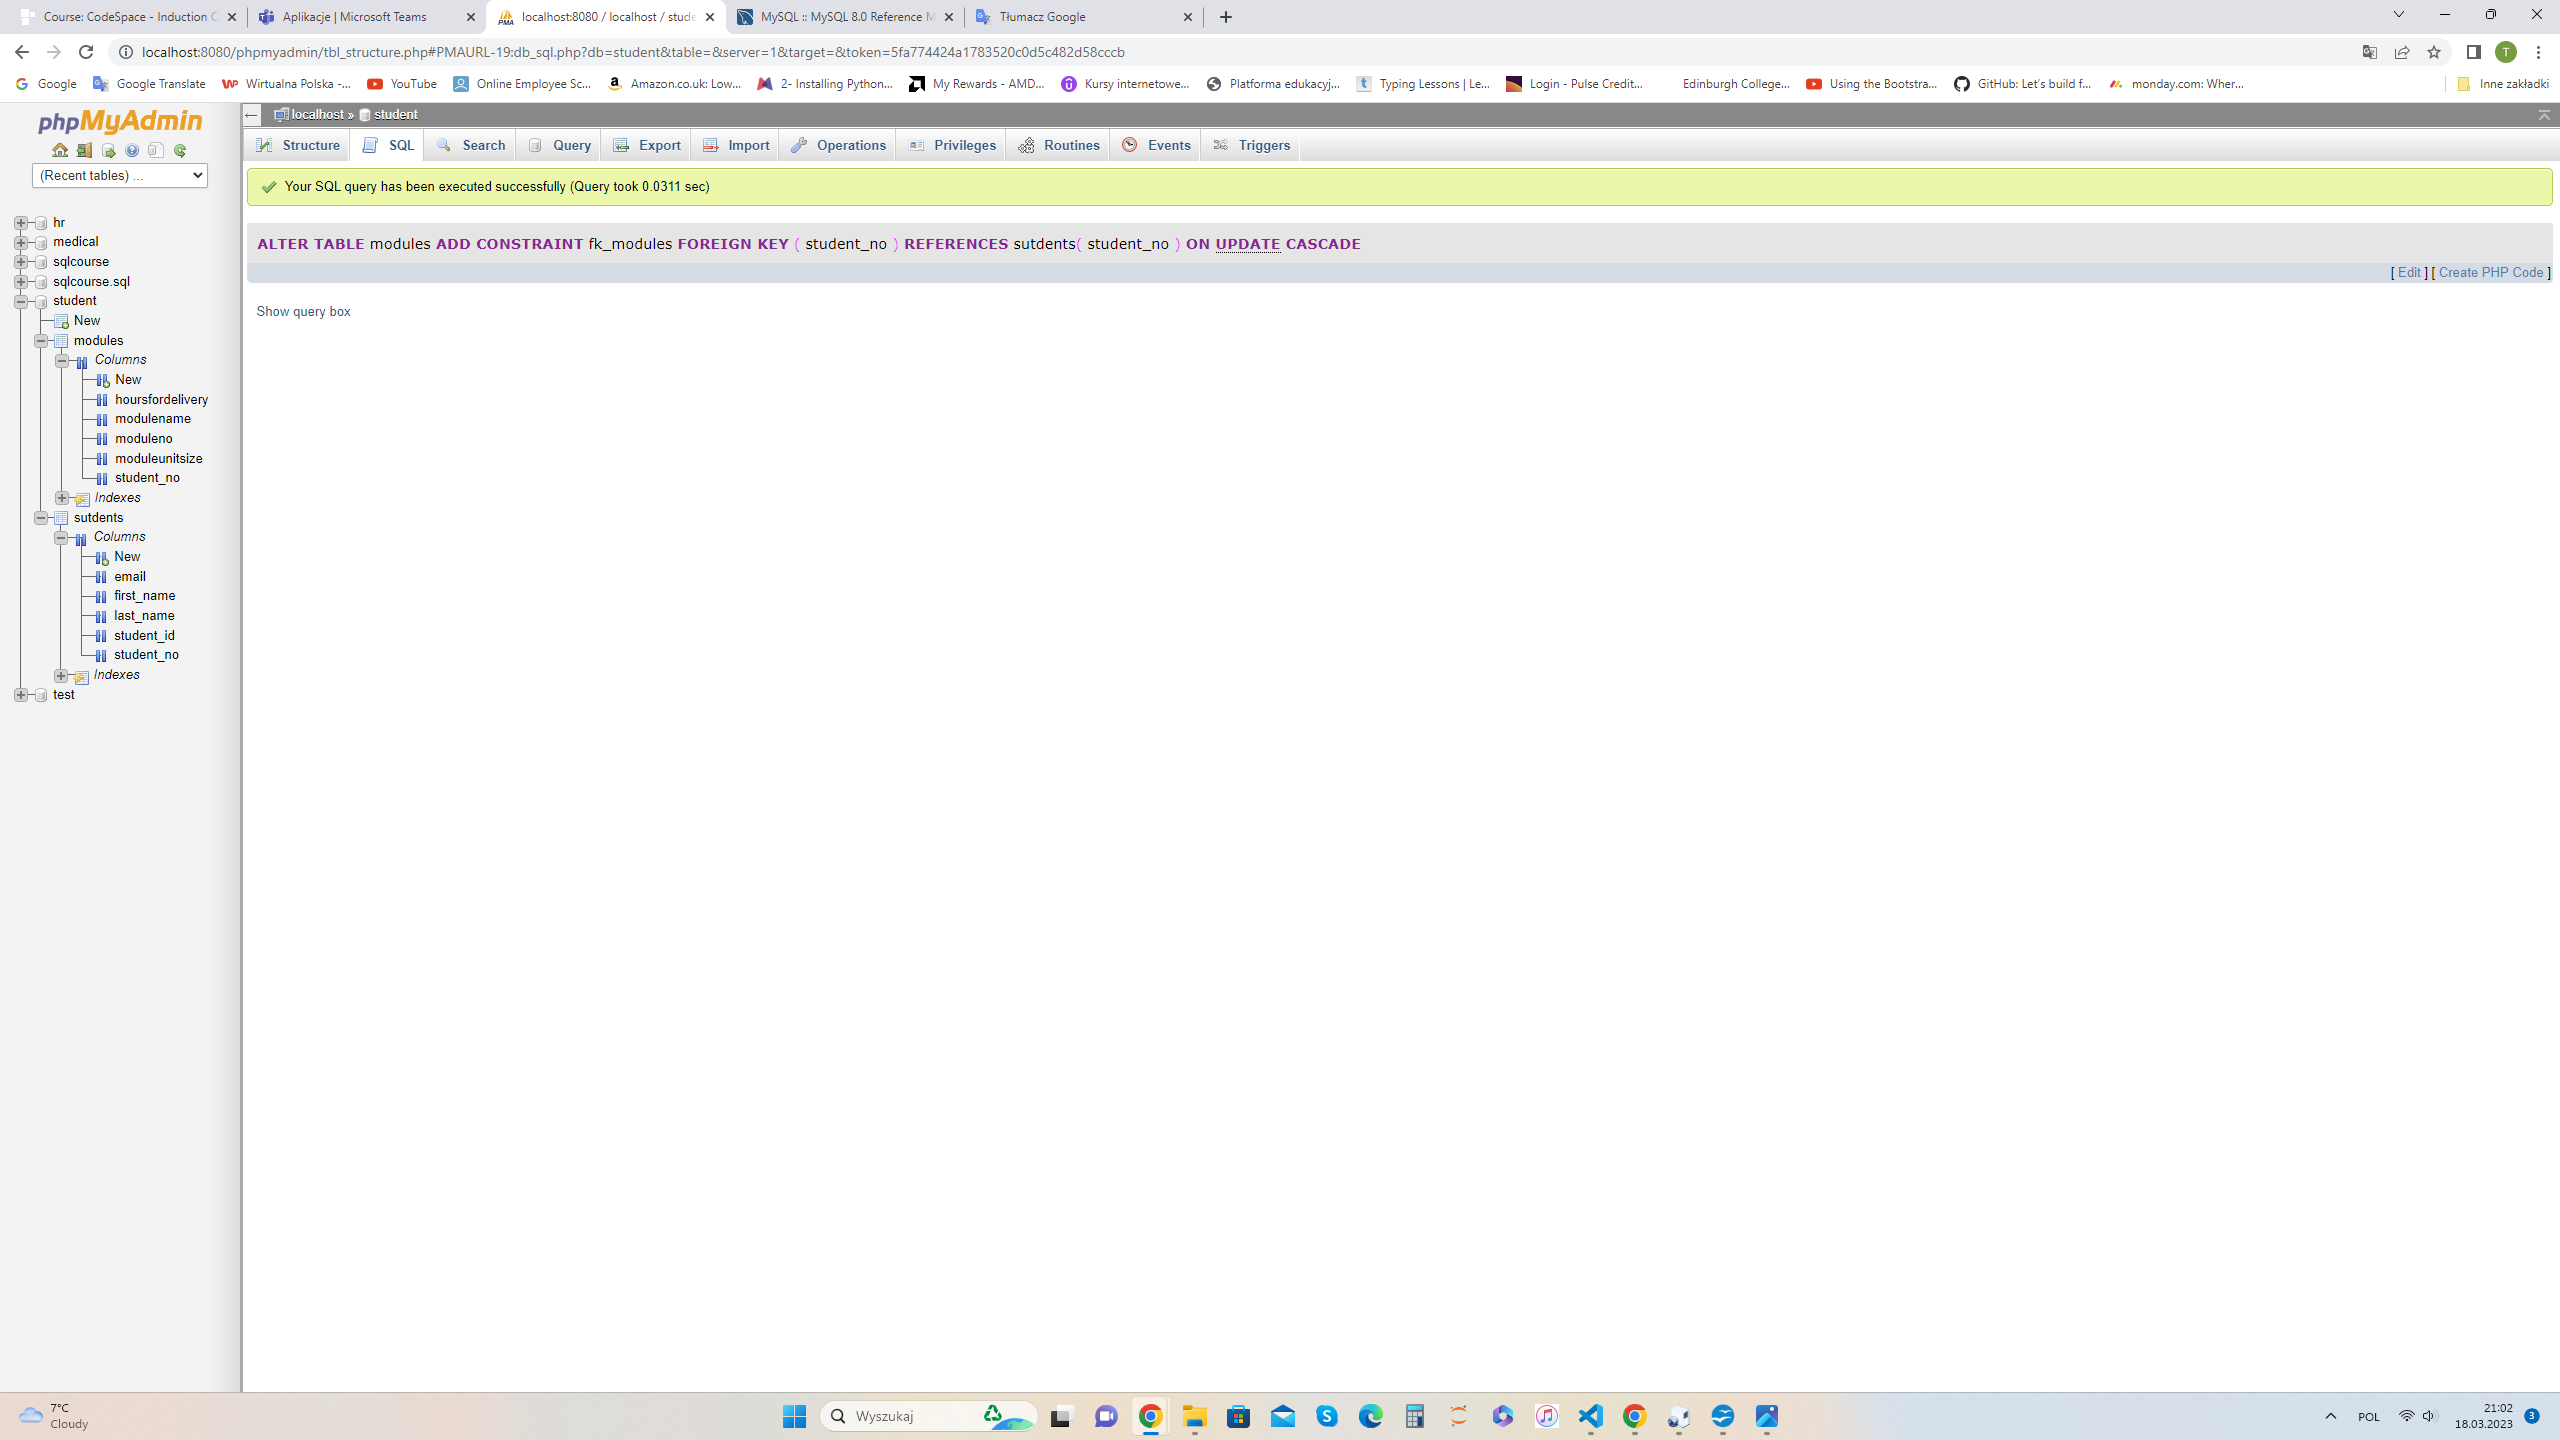 Course: CodeSpace - Induction C
Aplikacje | Microsoft Teams
localhost:8080 / localhost / stude
MySQL :: MySQL 8.0 Reference M
Tłumacz Google
localhost:8080/phpmyadmin/tbl_structure.php#PMAURL-19:db_sql.php?db=student&table=&server=1&target=&token=5fa774424a1783520c0d5c482d58cccb
T
Google
Google Translate
Wirtualna Polska -...
YouTube
Online Employee Sc...
Amazon.co.uk: Low...
2- Installing Python...
My Rewards - AMD...
Kursy internetowe...
Platforma edukacyj...
Typing Lessons | Le...
Login - Pulse Credit...
Edinburgh College...
Using the Bootstra...
GitHub: Let's build f...
monday.com: Wher...
Inne zakładki
phpMyAdmin
(Recent tables) ...
hr
medical
sqlcourse
sqlcourse.sql
student
New
modules
Columns
New
hoursfordelivery
modulename
moduleno
moduleunitsize
student_no
Indexes
sutdents
Columns
New
email
first_name
last_name
student_id
student_no
Indexes
test
localhost » student
Structure
SQL
Search
Query
Export
Import
Operations
Privileges
Routines
Events
Triggers
Your SQL query has been executed successfully (Query took 0.0311 sec)
ALTER TABLE modules ADD CONSTRAINT fk_modules FOREIGN KEY ( student_no ) REFERENCES sutdents( student_no ) ON UPDATE CASCADE
[ Edit ] [ Create PHP Code ]
Show query box
7°C
Cloudy
Wyszukaj
POL
21:02
18.03.2023
3